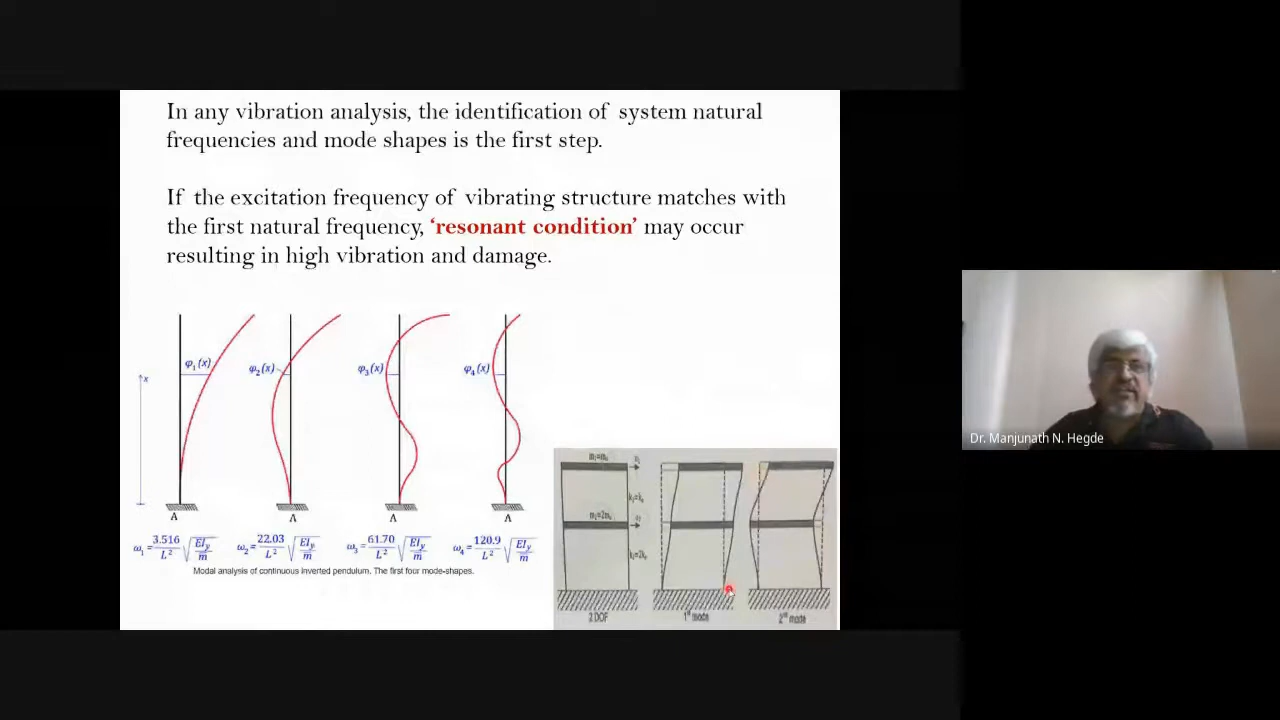 In any vibration analysis, the identification of system natural
frequencies and mode shapes is the first step.
If the excitation frequency of vibrating structure matches with
the first natural frequency, ‘resonant condition’ may occur
resulting in high vibration and damage.
φ₁(x) φ₂(x) φ₃(x) φ₄(x)
x
A A A A
ω₁=3.516/L² √(EIy/m) ω₂=22.03/L² √(EIy/m) ω₃=61.70/L² √(EIy/m) ω₄=120.9/L² √(EIy/m)
Modal analysis of continuous inverted pendulum. The first four mode-shapes.
2 DOF 1st mode 2nd mode
Dr. Manjunath N. Hegde